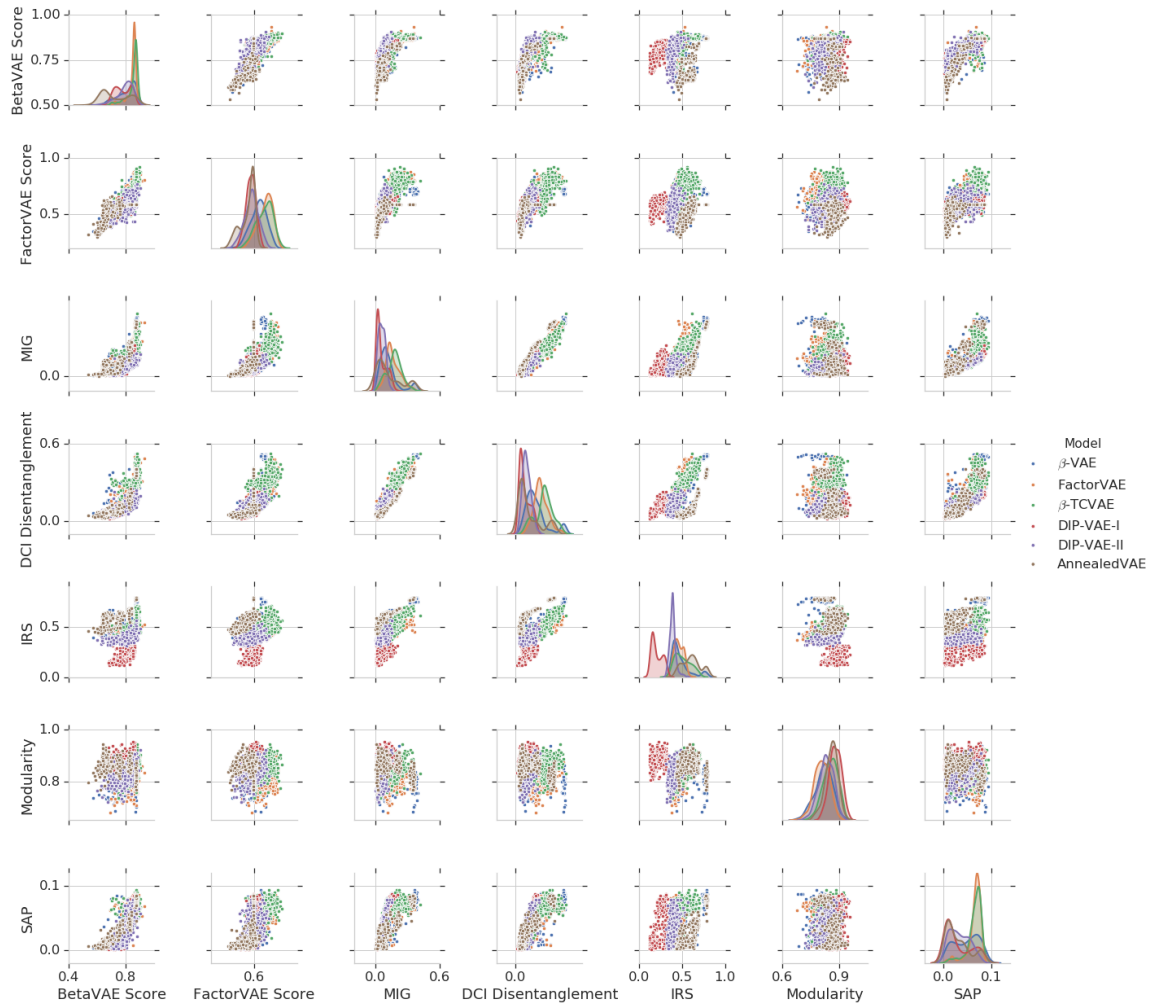 BetaVAE Score
1.00
0.75
0.50
FactorVAE Score
1.0
0.5
MIG
0.0
DCI Disentanglement
0.6
0.0
IRS
0.5
0.0
Modularity
1.0
0.8
SAP
0.1
0.0
0.4 0.8 0.6 0.0 0.6 0.0 0.0 0.5 1.0 0.6 0.9 0.0 0.1
BetaVAE Score FactorVAE Score MIG DCI Disentanglement IRS Modularity SAP
Model
β-VAE
FactorVAE
β-TCVAE
DIP-VAE-I
DIP-VAE-II
AnnealedVAE